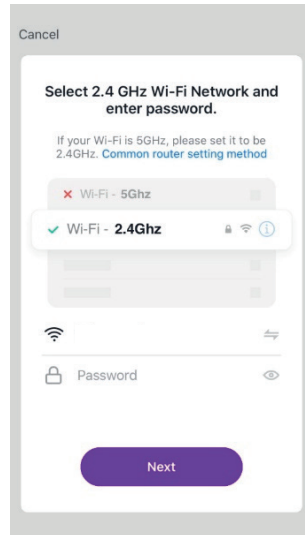 Cancel
Select 2.4 GHz Wi-Fi Network and
enter password.
If your Wi-Fi is 5GHz, please set it to be
2.4GHz. Common router setting method
Wi-Fi - 5Ghz
Wi-Fi - 2.4Ghz
Password
Next